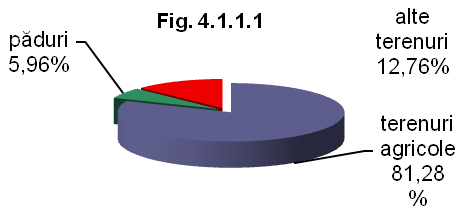 Fig. 4.1.1.1
păduri
5,96%
alte
terenuri
12,76%
terenuri
agricole
81,28
%